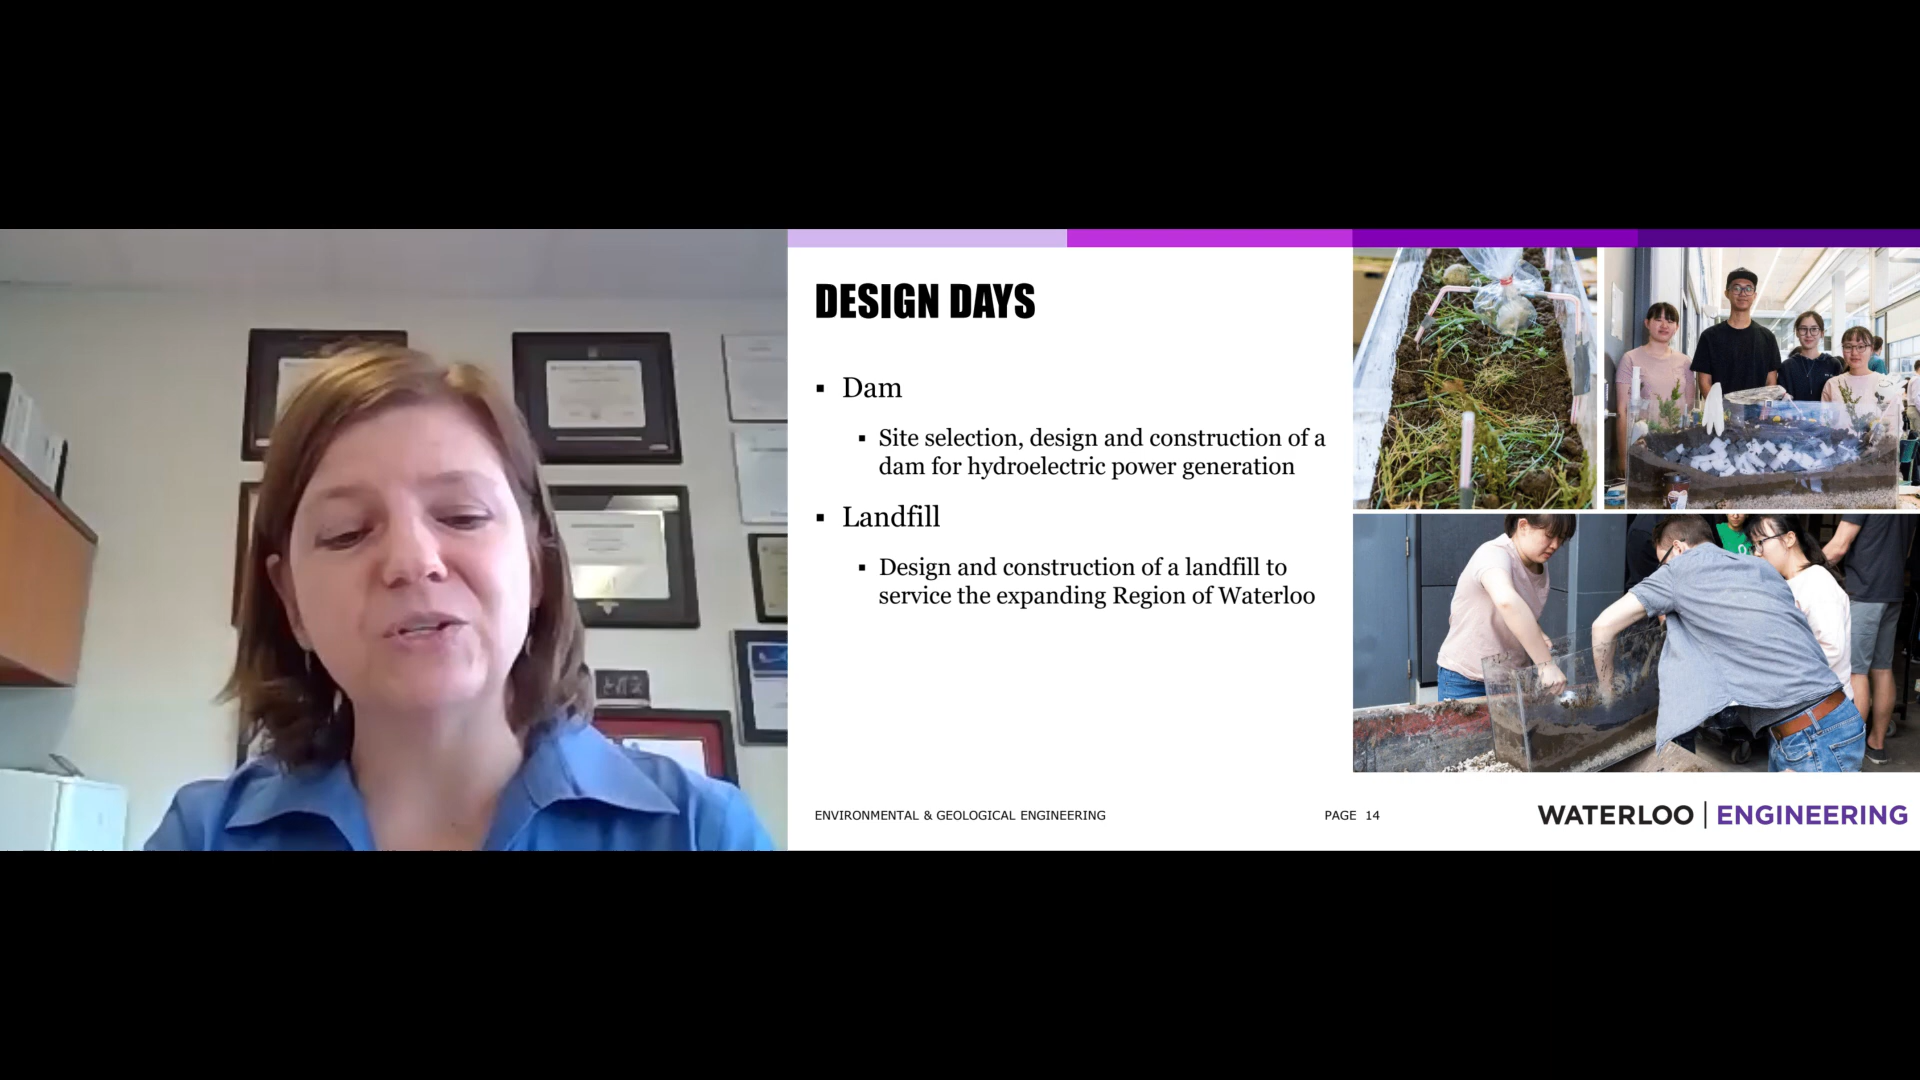 DESIGN DAYS
▪ Dam
▪ Site selection, design and construction of a
dam for hydroelectric power generation
▪ Landfill
▪ Design and construction of a landfill to
service the expanding Region of Waterloo
ENVIRONMENTAL & GEOLOGICAL ENGINEERING
PAGE 14
WATERLOO | ENGINEERING